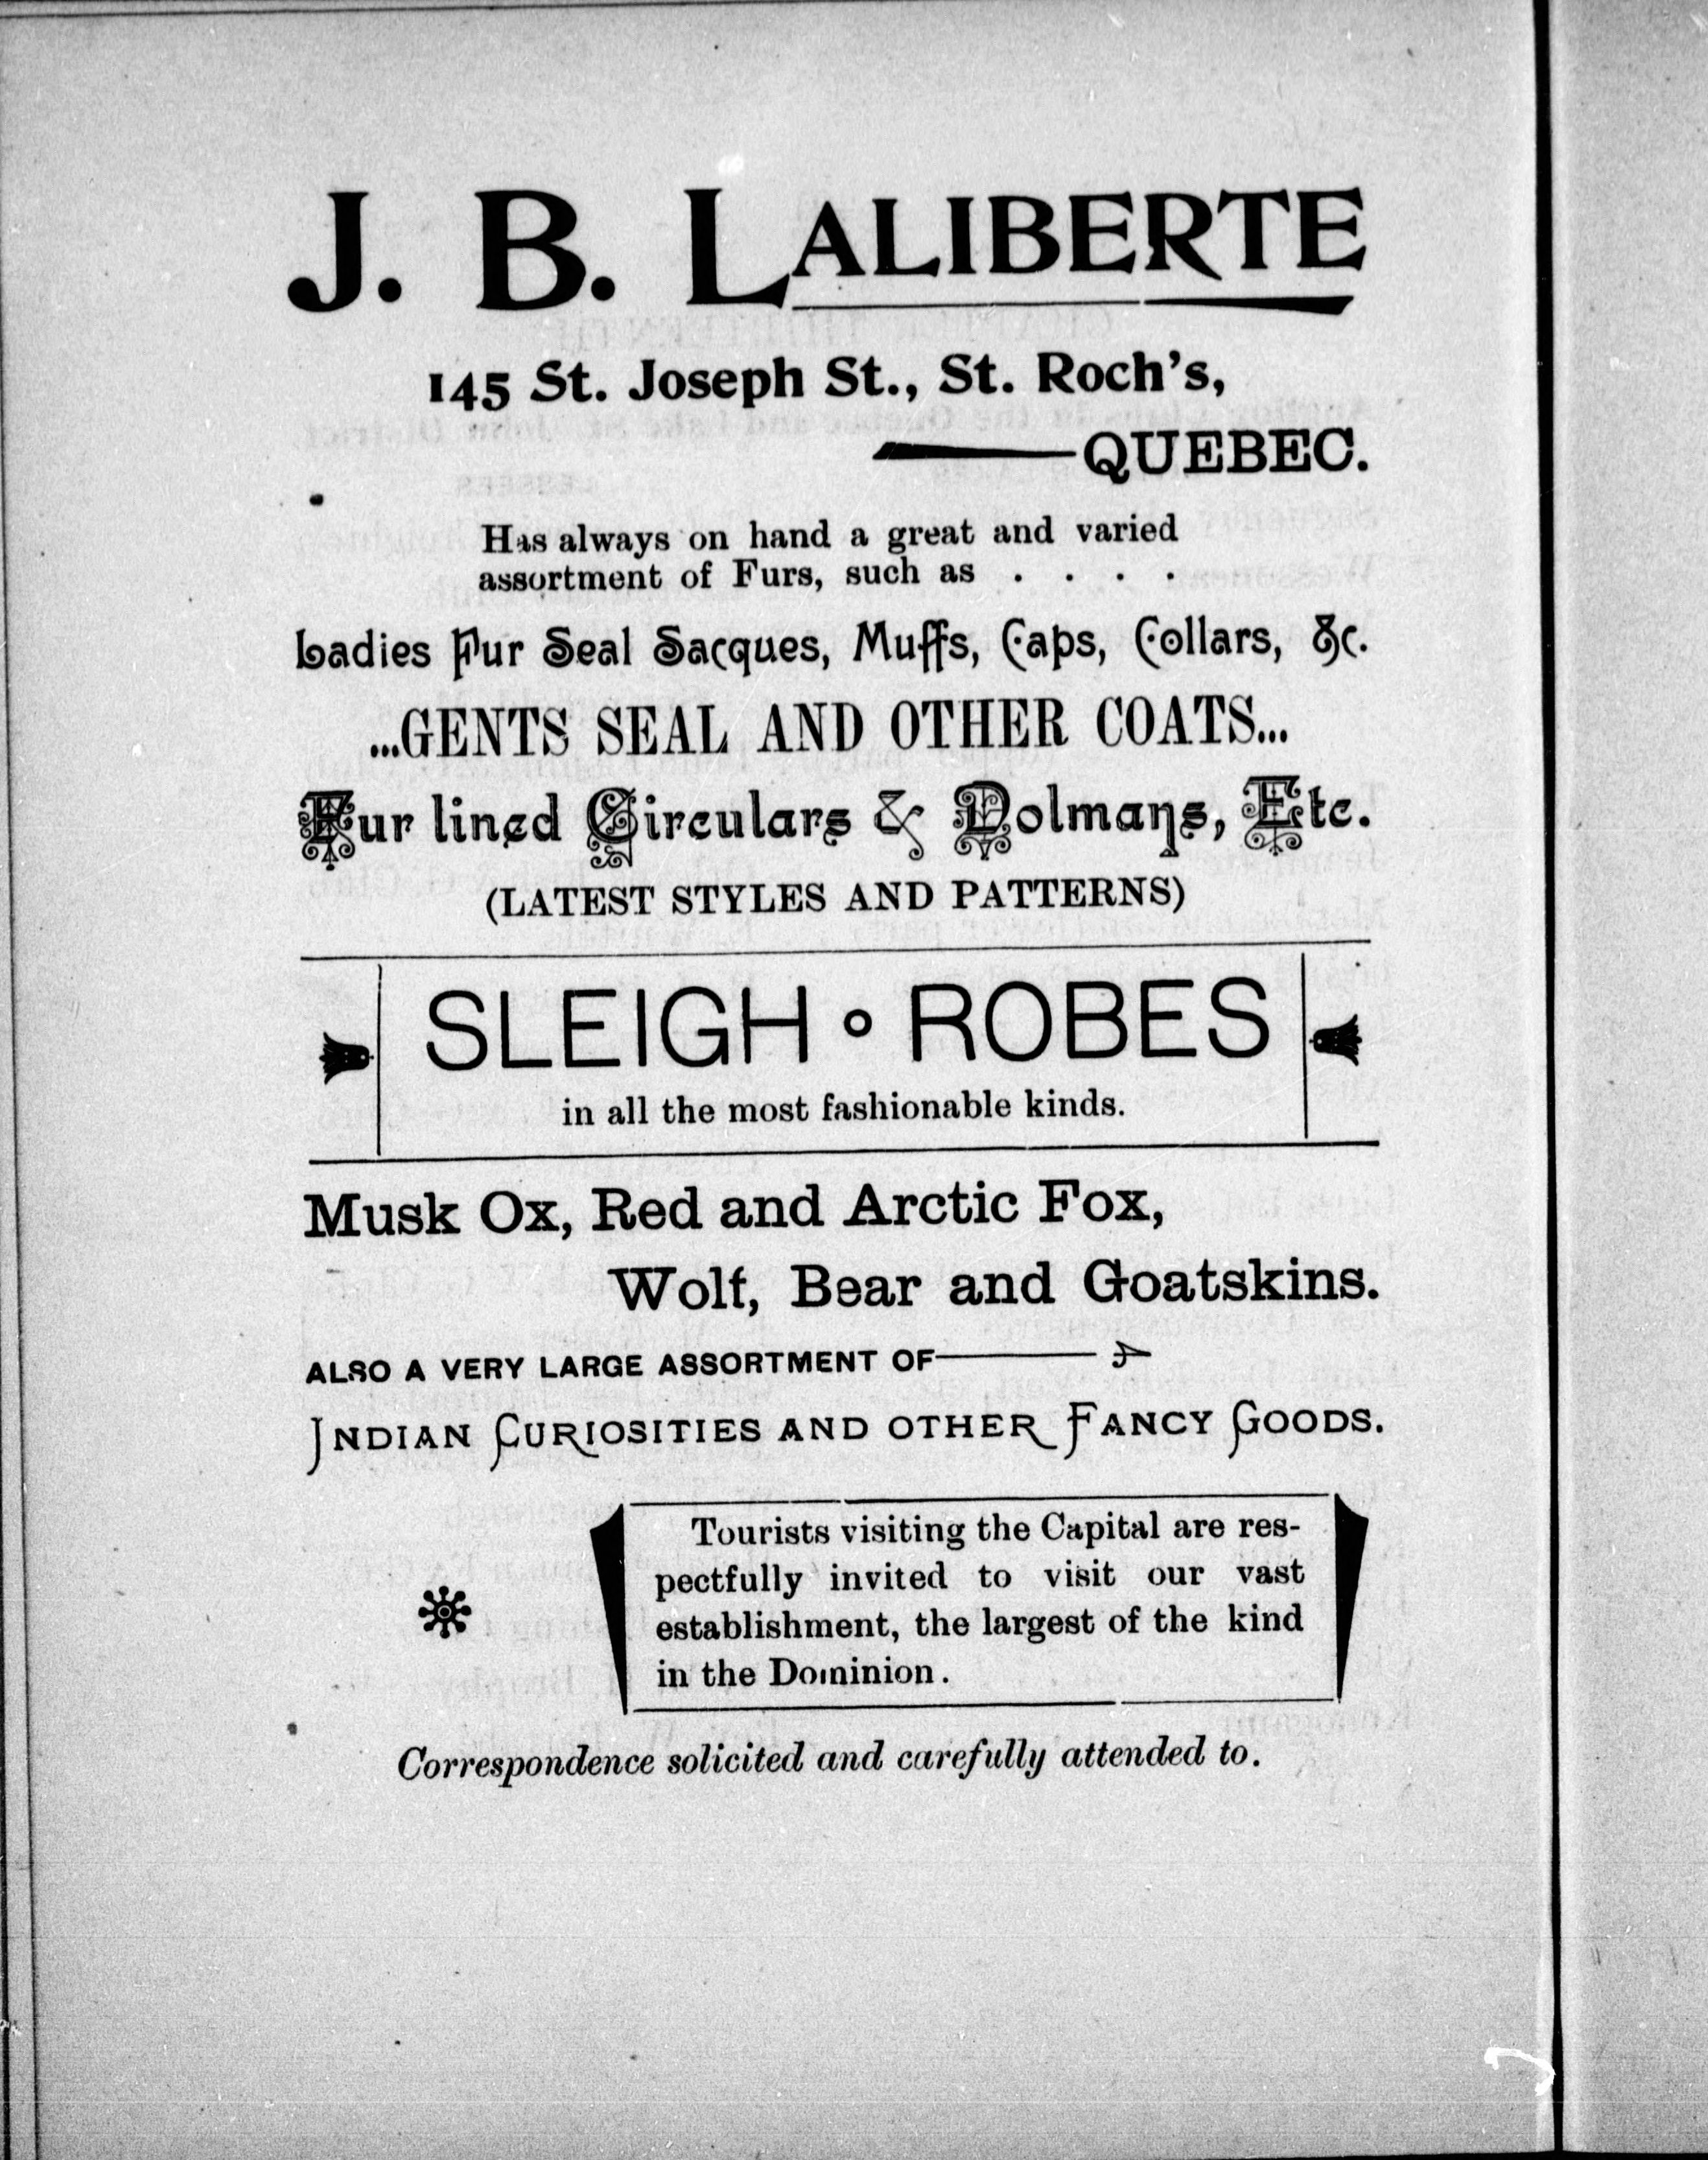 J. B. LALIBERTE
145 St. Joseph St., St. Roch's,
QUEBEC.
Has always on hand a great and varied
assortment of Furs, such as . . . .
Ladies Fur Seal Sacques, Muffs, Caps, Collars, &c.
...GENTS SEAL AND OTHER COATS...
Fur lined Circulars & Dolmans, Etc.
(LATEST STYLES AND PATTERNS)
SLEIGH ∘ ROBES
in all the most fashionable kinds.
Musk Ox, Red and Arctic Fox,
Wolf, Bear and Goatskins.
ALSO A VERY LARGE ASSORTMENT OF
INDIAN CURIOSITIES AND OTHER FANCY GOODS.
Tourists visiting the Capital are res-
pectfully invited to visit our vast
establishment, the largest of the kind
in the Dominion.
Correspondence solicited and carefully attended to.